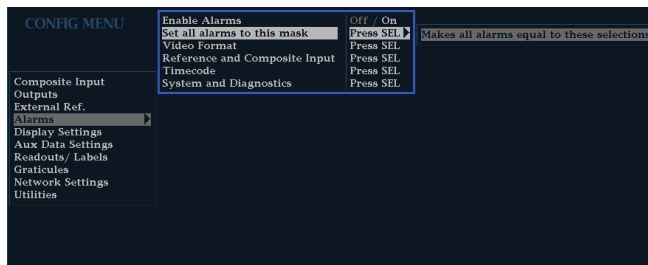 CONFIG MENU
Enable Alarms Off / On
Set all alarms to this mask Press SEL Makes all alarms equal to these selections
Video Format Press SEL
Reference and Composite Input Press SEL
Timecode Press SEL
System and Diagnostics Press SEL
Composite Input
Outputs
External Ref.
Alarms
Display Settings
Aux Data Settings
Readouts/ Labels
Graticules
Network Settings
Utilities